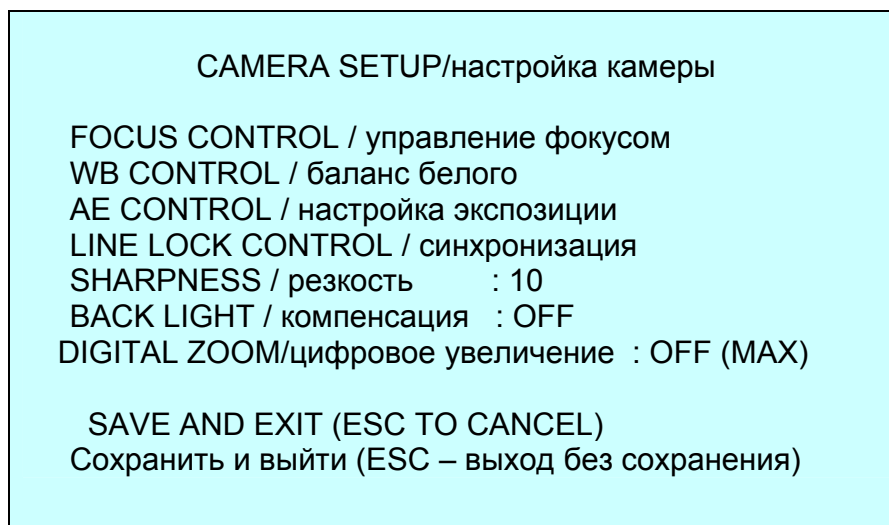 CAMERA SETUP/настройка камеры
FOCUS CONTROL / управление фокусом
WB CONTROL / баланс белого
AE CONTROL / настройка экспозиции
LINE LOCK CONTROL / синхронизация
SHARPNESS / резкость : 10
BACK LIGHT / компенсация : OFF
DIGITAL ZOOM/цифровое увеличение : OFF (MAX)
SAVE AND EXIT (ESC TO CANCEL)
Сохранить и выйти (ESC – выход без сохранения)